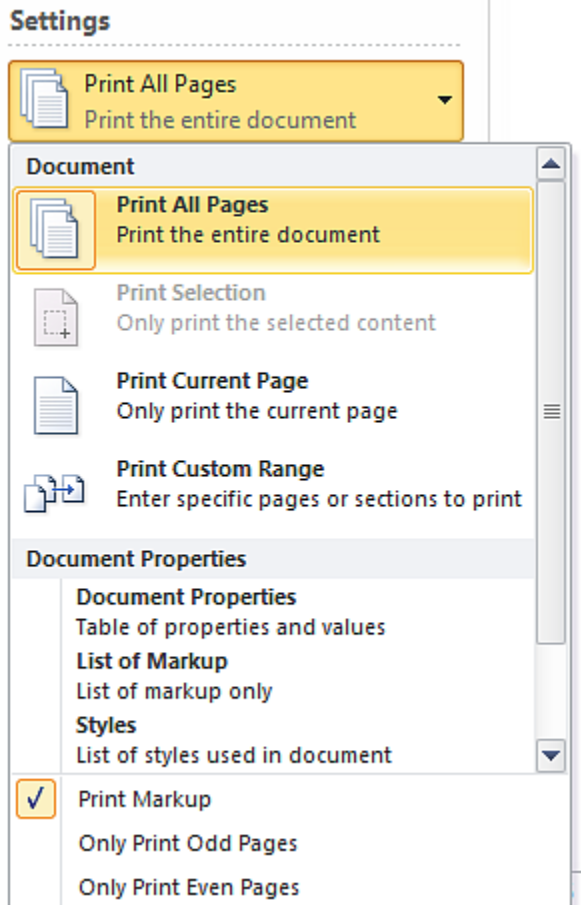 Settings
Print All Pages
Print the entire document
Document
Print All Pages
Print the entire document
Print Selection
Only print the selected content
Print Current Page
Only print the current page
Print Custom Range
Enter specific pages or sections to print
Document Properties
Document Properties
Table of properties and values
List of Markup
List of markup only
Styles
List of styles used in document
Print Markup
Only Print Odd Pages
Only Print Even Pages